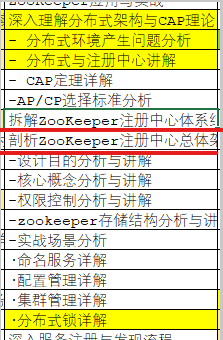 深入理解分布式架构与CAP理论
- 分布式环境产生问题分析
- 分布式与注册中心讲解
- CAP定理详解
-AP/CP选择标准分析
拆解ZooKeeper注册中心体系
剖析ZooKeeper注册中心总体
-设计目的分析与讲解
-核心概念分析与讲解
-权限控制分析与讲解
-zookeeper存储结构分析与讲
-实战场景分析
·命名服务详解
·配置管理详解
·集群管理详解
·分布式锁详解
深入服务注册与发现流程